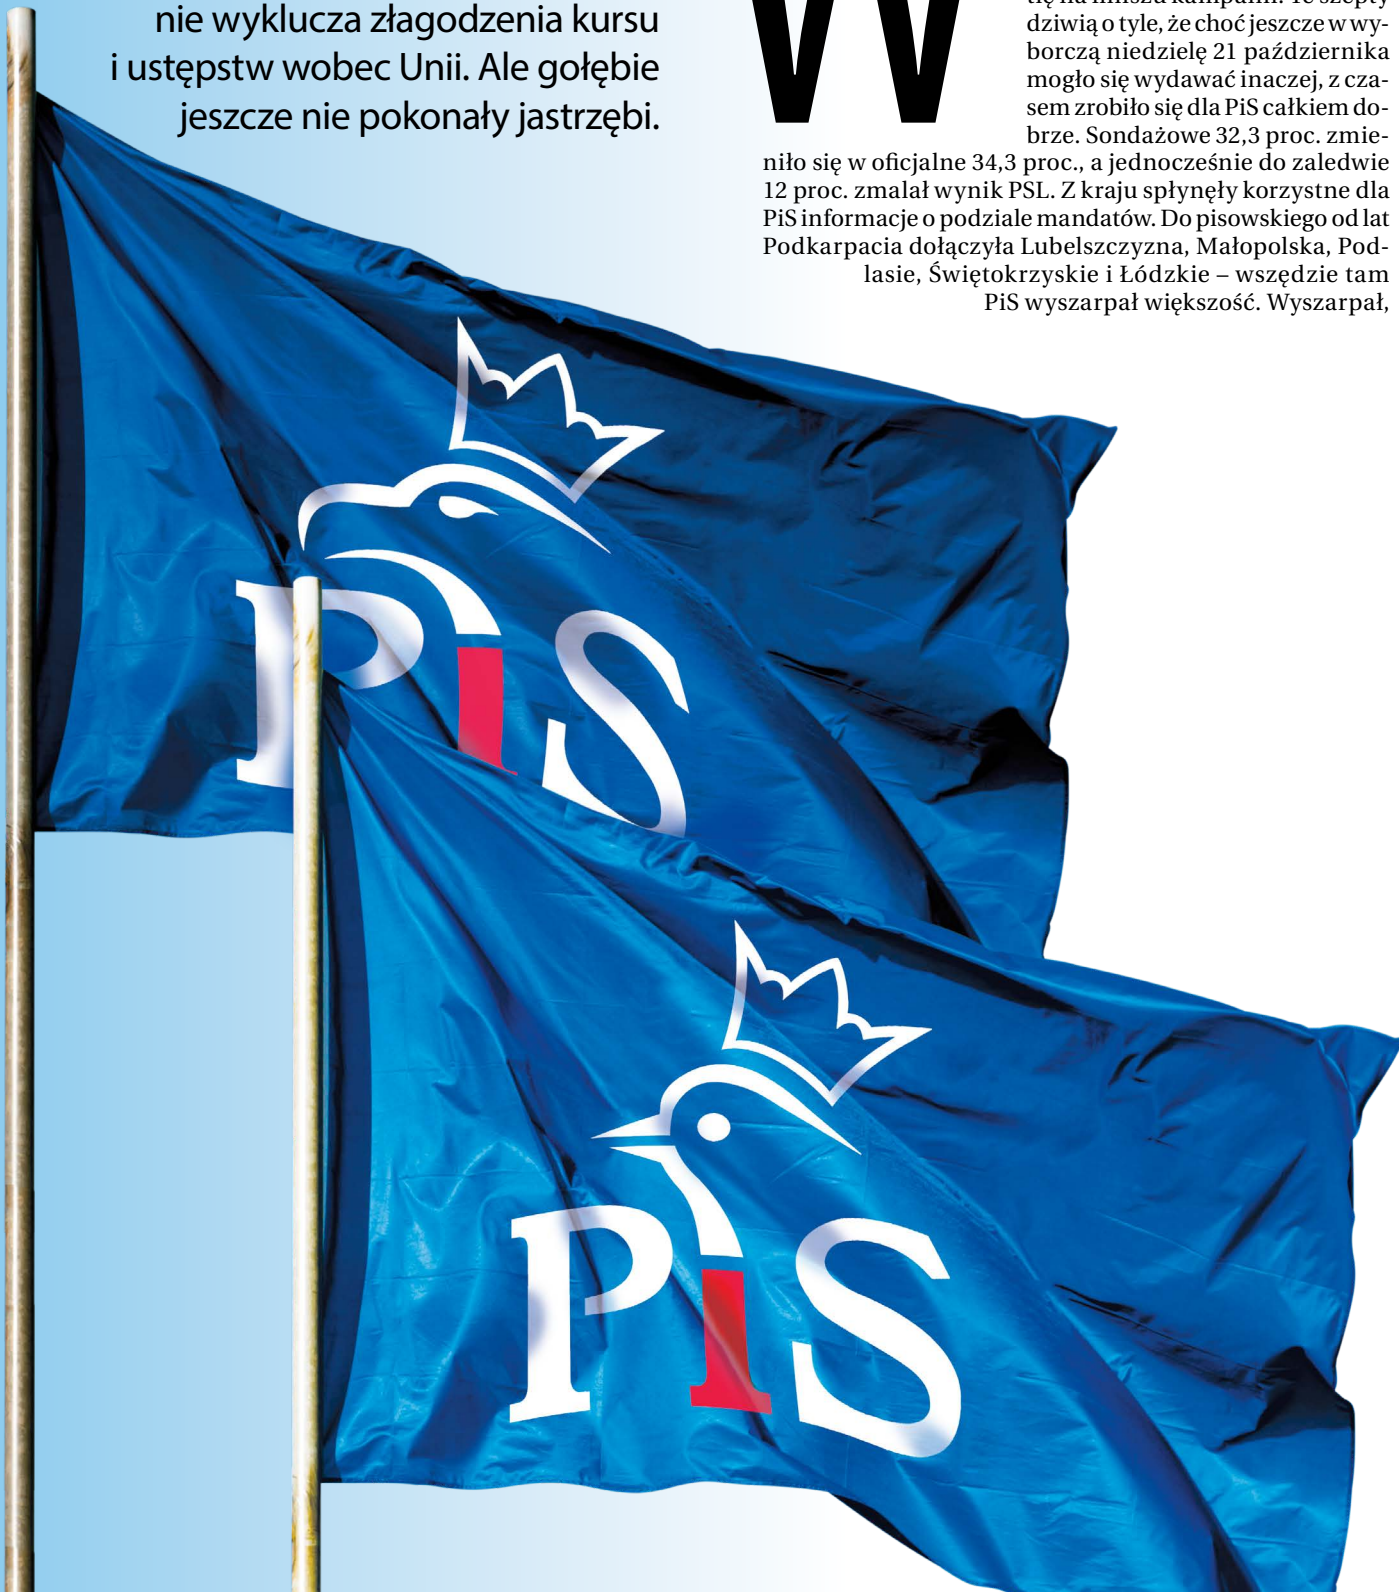 nie wyklucza złagodzenia kursu
i ustępstw wobec Unii. Ale gołębie
jeszcze nie pokonały jastrzębi.
W
dziwią o tyle, że choć jeszcze w wy-
borczą niedzielę 21 października
mogło się wydawać inaczej, z cza-
sem zrobiło się dla PiS całkiem do-
brze. Sondażowe 32,3 proc. zmie-
niło się w oficjalne 34,3 proc., a jednocześnie do zaledwie
12 proc. zmalał wynik PSL. Z kraju spłynęły korzystne dla
PiS informacje o podziale mandatów. Do pisowskiego od lat
Podkarpacia dołączyła Lubelszczyzna, Małopolska, Pod-
lasie, Świętokrzyskie i Łódzkie – wszędzie tam
PiS wyszarpał większość. Wyszarpał,
PiS
PiS